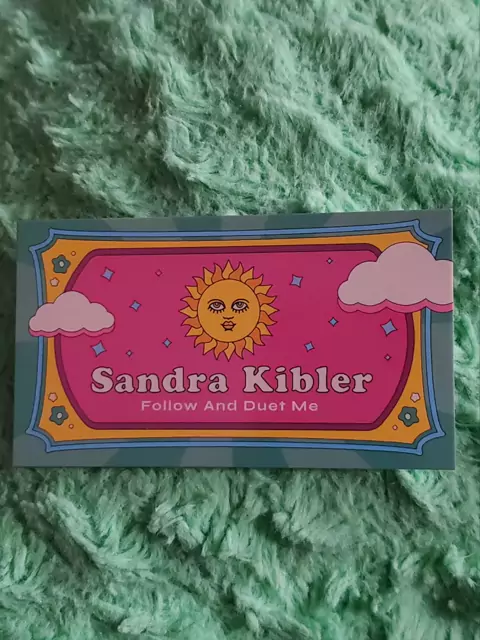 Sandra Kibler
Follow And Duet Me